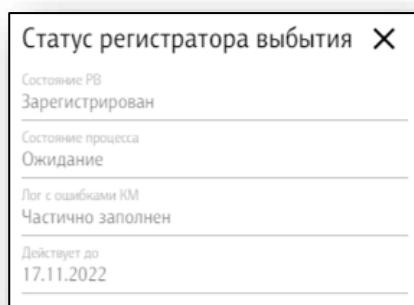 Статус регистратора выбытия
Состояние РВ
Зарегистрирован
Состояние процесса
Ожидание
Лог с ошибками КМ
Частично заполнен
Действует до
17.11.2022